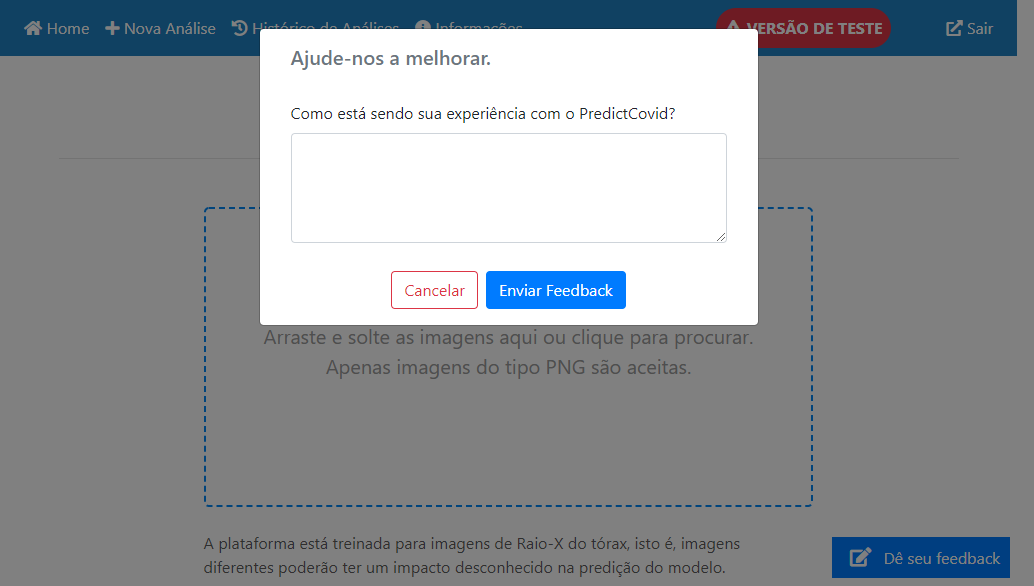 Home
Nova Análise
Histórico de Análises
Informações
VERSÃO DE TESTE
Sair
Ajude-nos a melhorar.
Como está sendo sua experiência com o PredictCovid?
Cancelar
Enviar Feedback
Arraste e solte as imagens aqui ou clique para procurar.
Apenas imagens do tipo PNG são aceitas.
A plataforma está treinada para imagens de Raio-X do tórax, isto é, imagens
diferentes poderão ter um impacto desconhecido na predição do modelo.
Dê seu feedback